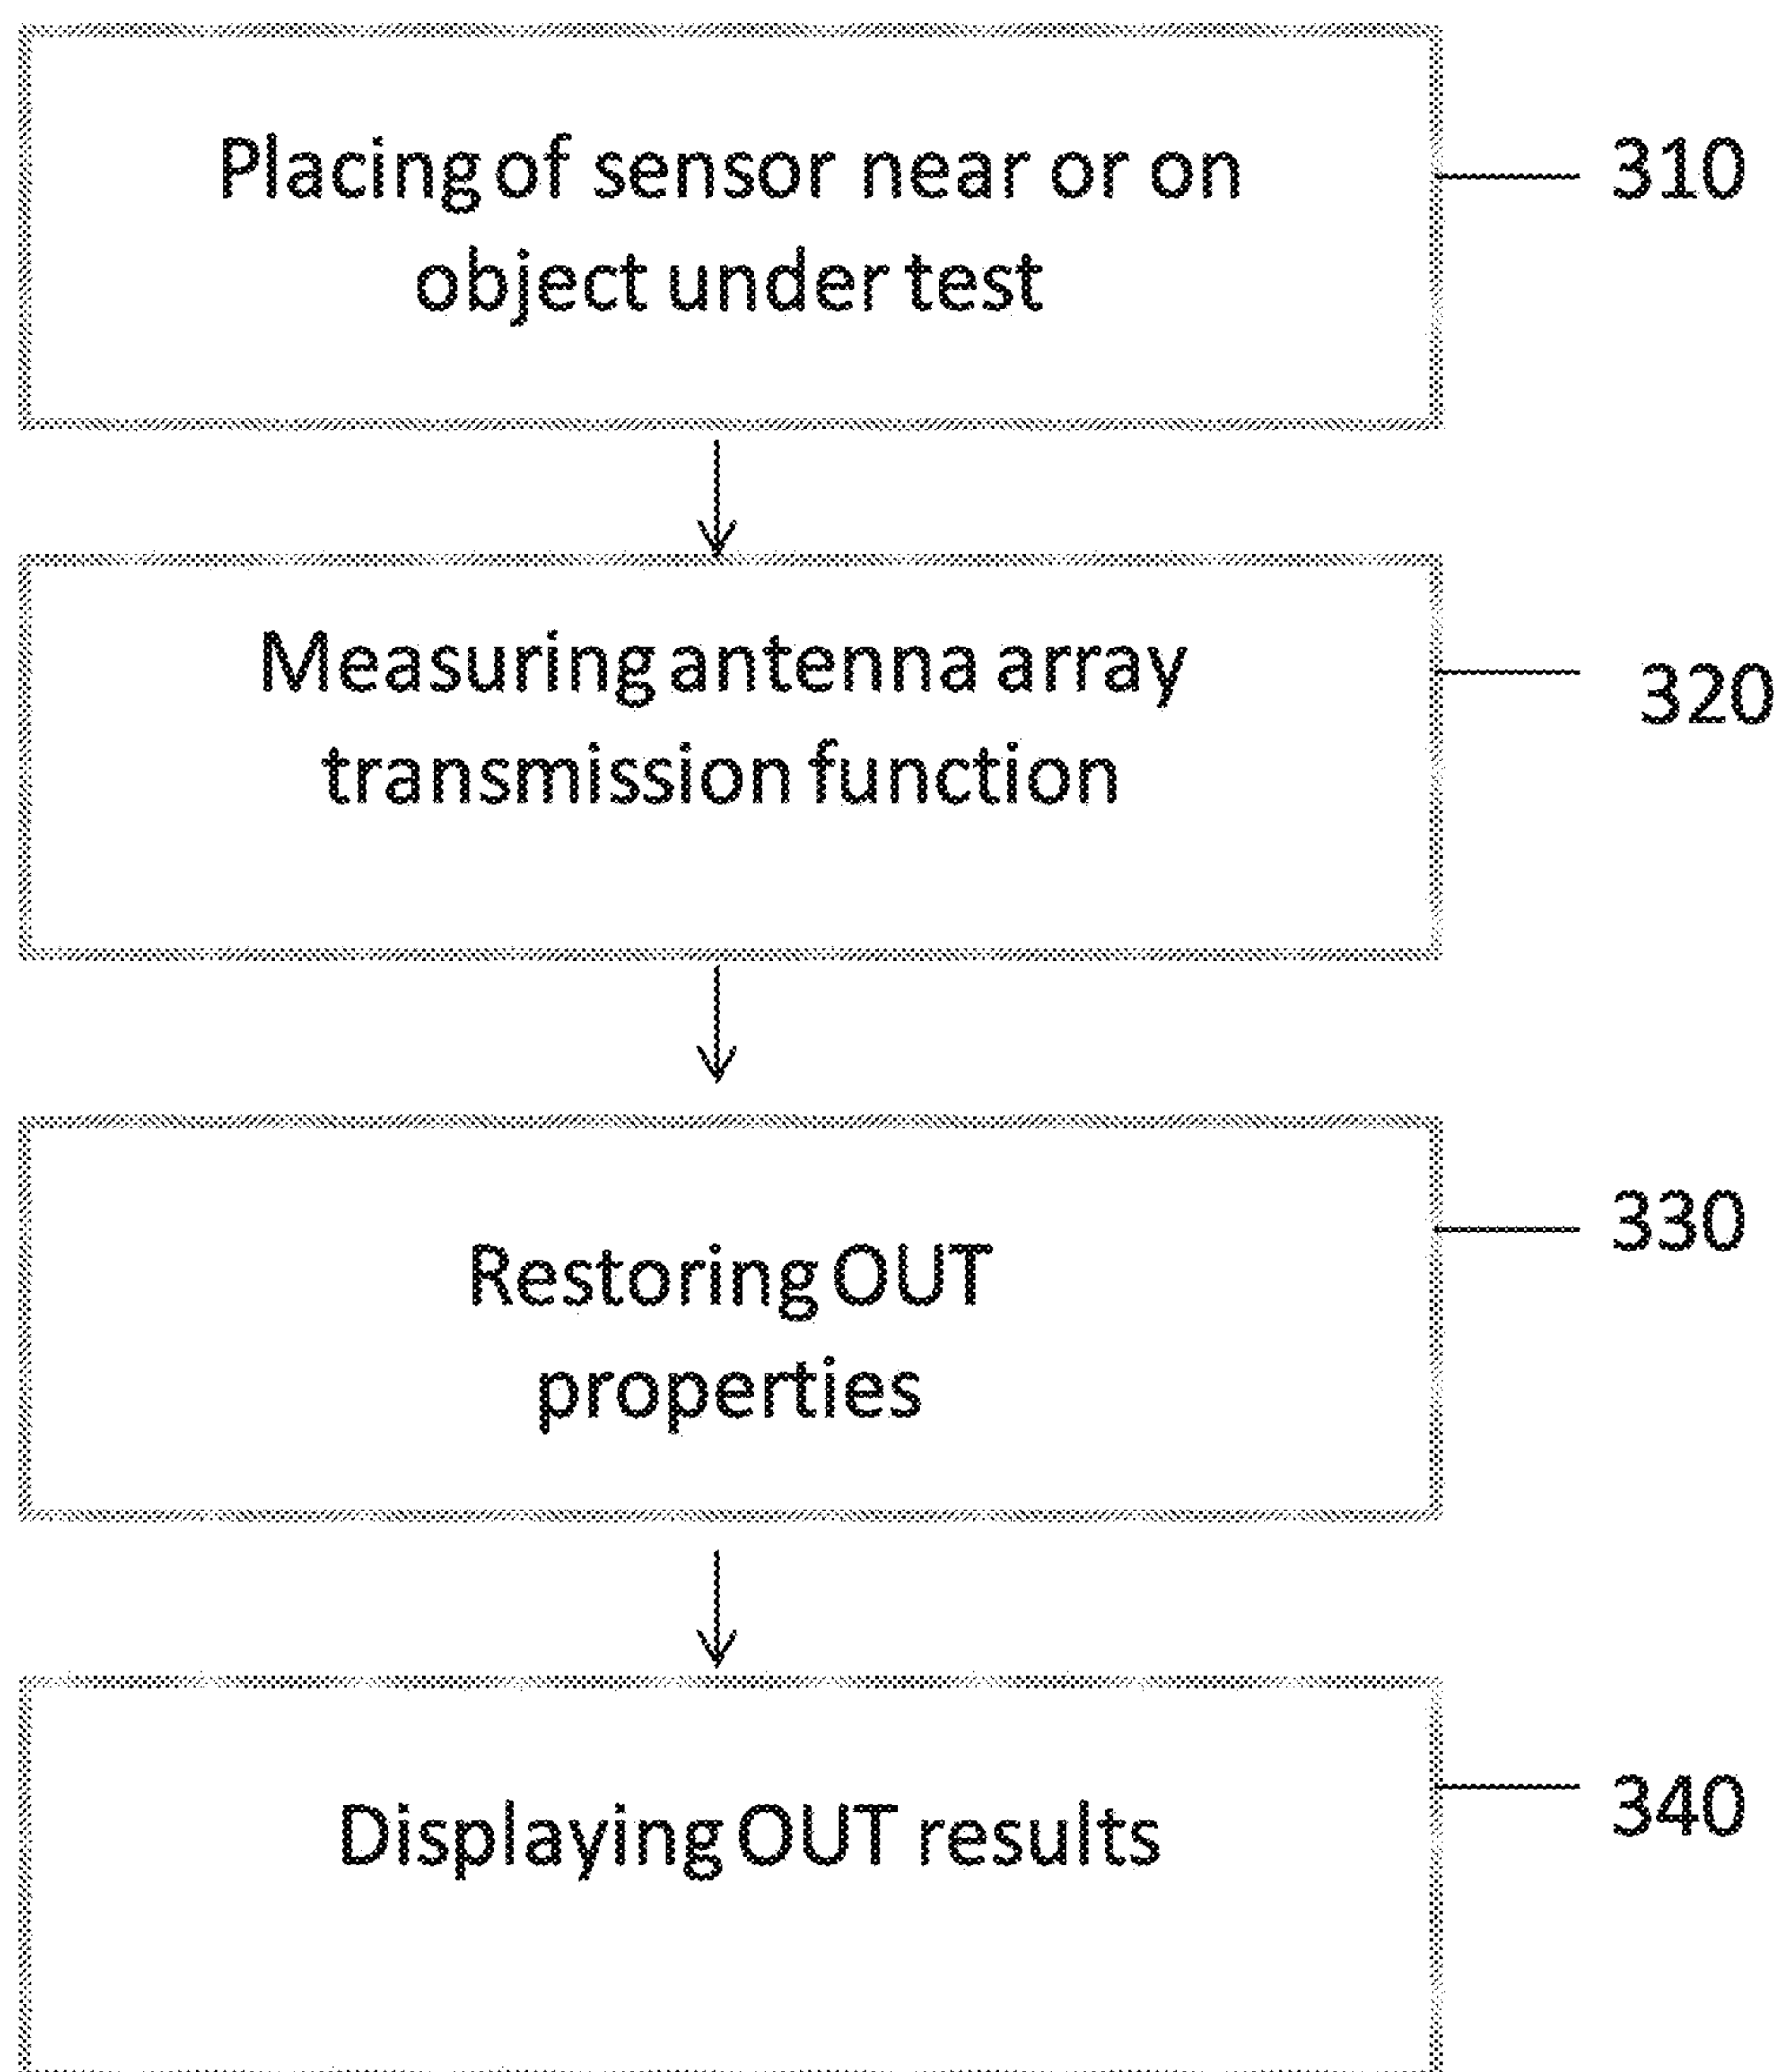 Placing of sensor near or on
object under test
310
Measuring antenna array
transmission function
320
Restoring OUT
properties
330
Displaying OUT results
340